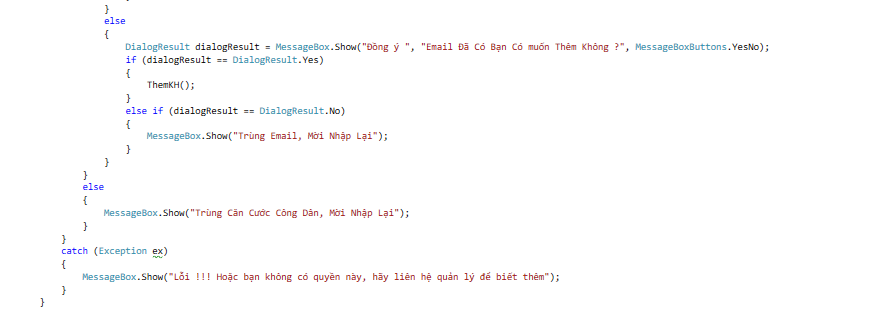 }
else
{
DialogResult dialogResult = MessageBox.Show("Đồng ý ", "Email Đã Có Bạn Có muốn Thêm Không ?", MessageBoxButtons.YesNo);
if (dialogResult == DialogResult.Yes)
{
ThemKH();
}
else if (dialogResult == DialogResult.No)
{
MessageBox.Show("Trùng Email, Mời Nhập Lại");
}
}
}
else
{
MessageBox.Show("Trùng Căn Cước Công Dân, Mời Nhập Lại");
}
}
catch (Exception ex)
{
MessageBox.Show("Lỗi !!! Hoặc bạn không có quyền này, hãy liên hệ quản lý để biết thêm");
}
}